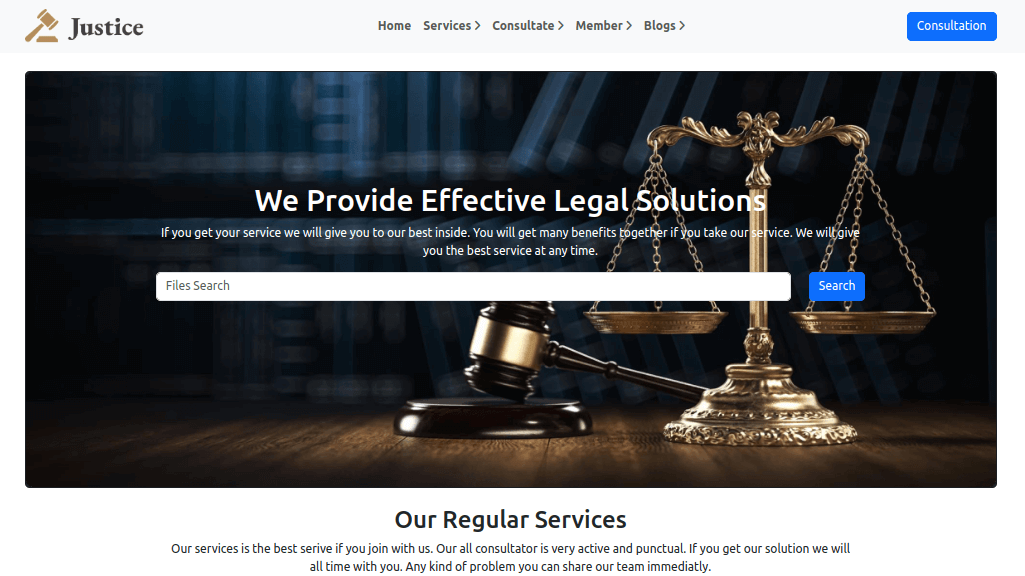 Justice
Home Services Consultate Member Blogs
Consultation
We Provide Effective Legal Solutions
If you get your service we will give you to our best inside. You will get many benefits together if you take our service. We will give
you the best service at any time.
Files Search
Search
Our Regular Services
Our services is the best serive if you join with us. Our all consultator is very active and punctual. If you get our solution we will
all time with you. Any kind of problem you can share our team immediatly.